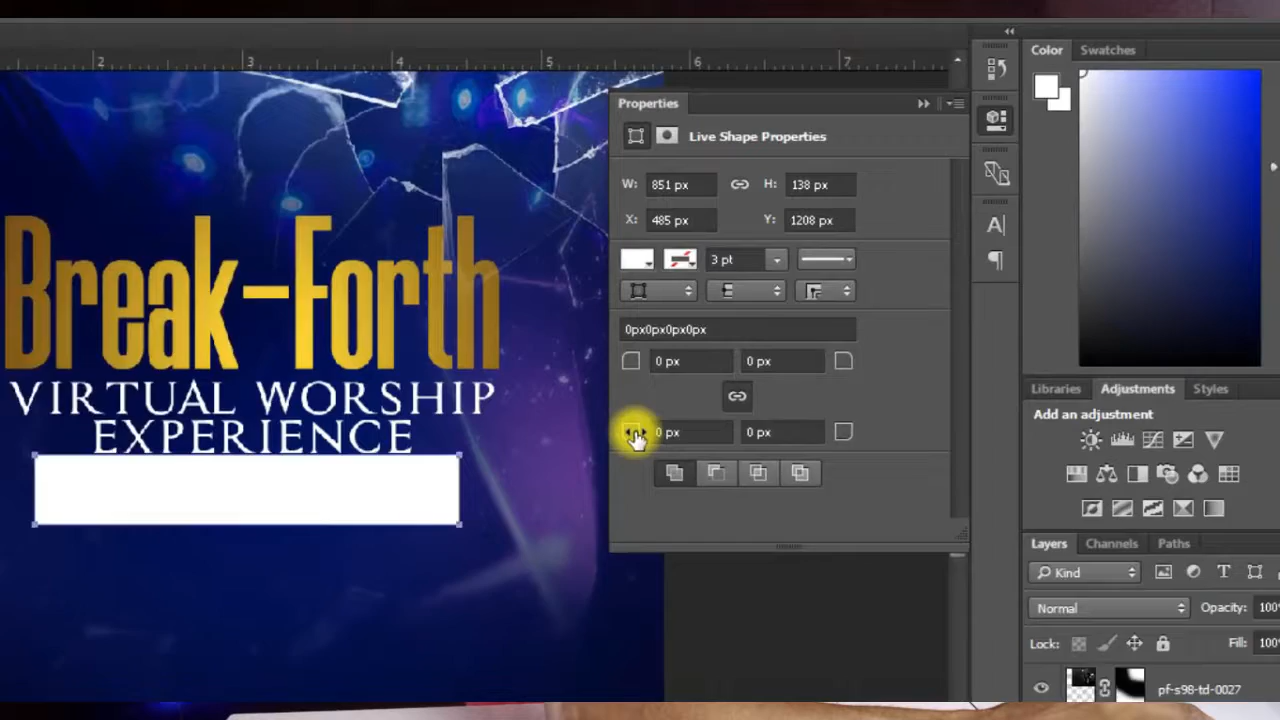 2 3 4 5 6 7
Color Swatches
Properties
Live Shape Properties
W: 851 px H: 138 px
X: 485 px Y: 1208 px
3 pt
0px0px0px0px
0 px 0 px
0 px 0 px
Break-Forth
VIRTUAL WORSHIP
EXPERIENCE
A|
¶
Libraries Adjustments Styles
Add an adjustment
Layers Channels Paths
Kind T
Normal Opacity: 100%
Lock: Fill: 100
pf-s98-td-0027